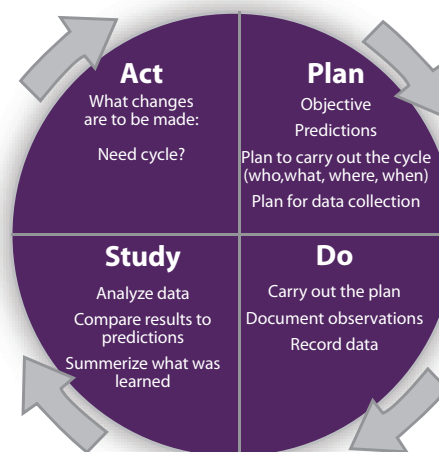 Act
What changes
are to be made:
Need cycle?
Plan
Objective
Predictions
Plan to carry out the cycle
(who,what, where, when)
Plan for data collection
Study
Analyze data
Compare results to
predictions
Summerize what was
learned
Do
Carry out the plan
Document observations
Record data